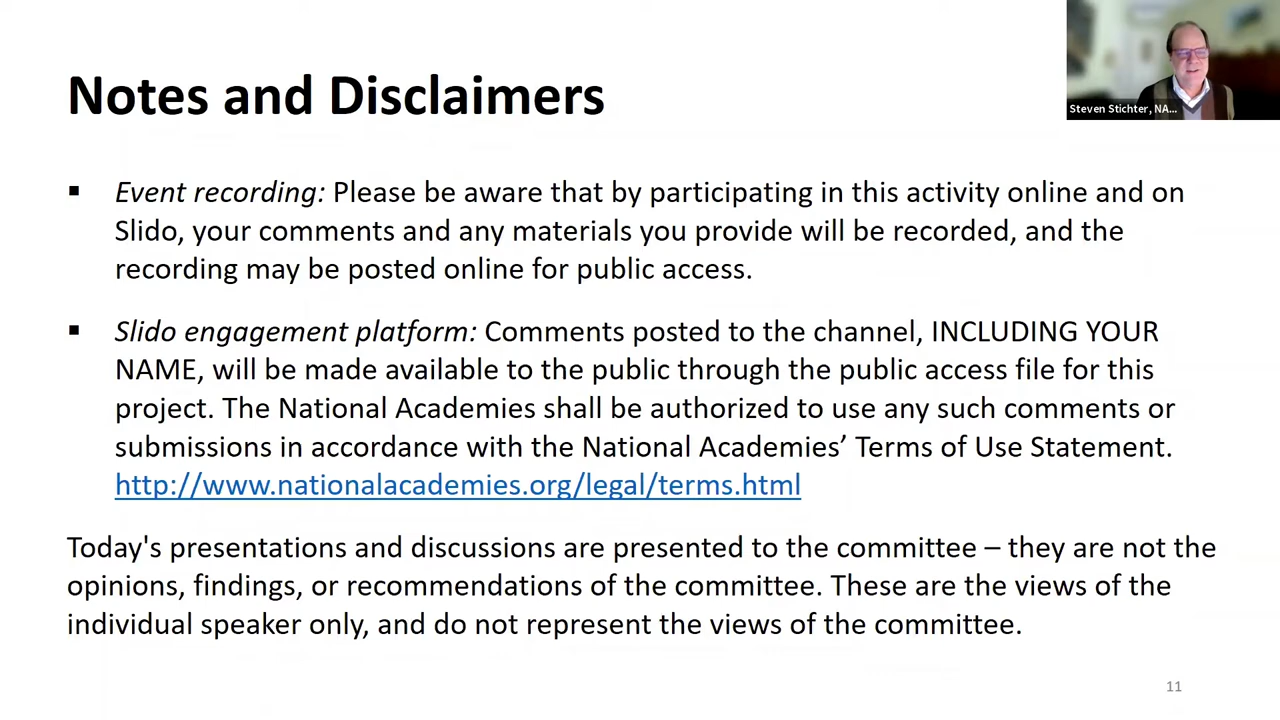 Notes and Disclaimers
Steven Stichter, NA...
▪ Event recording: Please be aware that by participating in this activity online and on
Slido, your comments and any materials you provide will be recorded, and the
recording may be posted online for public access.
▪ Slido engagement platform: Comments posted to the channel, INCLUDING YOUR
NAME, will be made available to the public through the public access file for this
project. The National Academies shall be authorized to use any such comments or
submissions in accordance with the National Academies’ Terms of Use Statement.
http://www.nationalacademies.org/legal/terms.html
Today's presentations and discussions are presented to the committee – they are not the
opinions, findings, or recommendations of the committee. These are the views of the
individual speaker only, and do not represent the views of the committee.
11